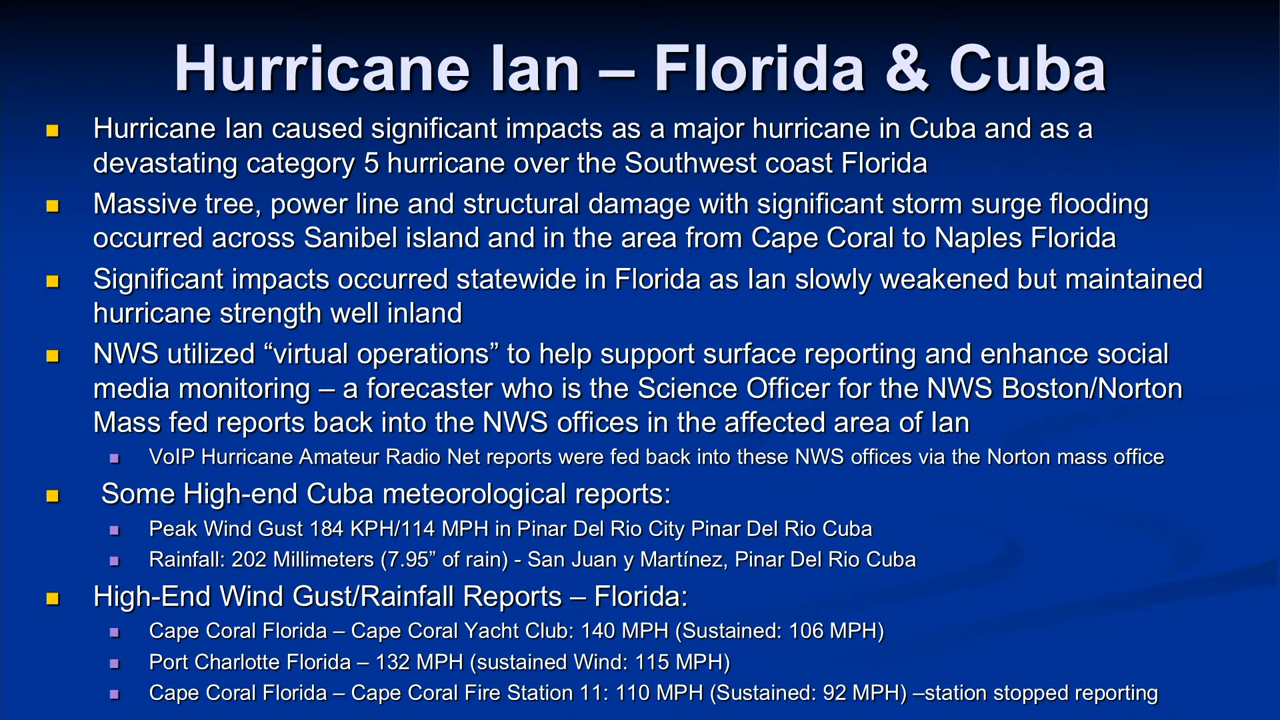 Hurricane Ian – Florida & Cuba
Hurricane Ian caused significant impacts as a major hurricane in Cuba and as a
devastating category 5 hurricane over the Southwest coast Florida
Massive tree, power line and structural damage with significant storm surge flooding
occurred across Sanibel island and in the area from Cape Coral to Naples Florida
Significant impacts occurred statewide in Florida as Ian slowly weakened but maintained
hurricane strength well inland
NWS utilized “virtual operations” to help support surface reporting and enhance social
media monitoring – a forecaster who is the Science Officer for the NWS Boston/Norton
Mass fed reports back into the NWS offices in the affected area of Ian
VoIP Hurricane Amateur Radio Net reports were fed back into these NWS offices via the Norton mass office
Some High-end Cuba meteorological reports:
Peak Wind Gust 184 KPH/114 MPH in Pinar Del Rio City Pinar Del Rio Cuba
Rainfall: 202 Millimeters (7.95” of rain) - San Juan y Martínez, Pinar Del Rio Cuba
High-End Wind Gust/Rainfall Reports – Florida:
Cape Coral Florida – Cape Coral Yacht Club: 140 MPH (Sustained: 106 MPH)
Port Charlotte Florida – 132 MPH (sustained Wind: 115 MPH)
Cape Coral Florida – Cape Coral Fire Station 11: 110 MPH (Sustained: 92 MPH) –station stopped reporting